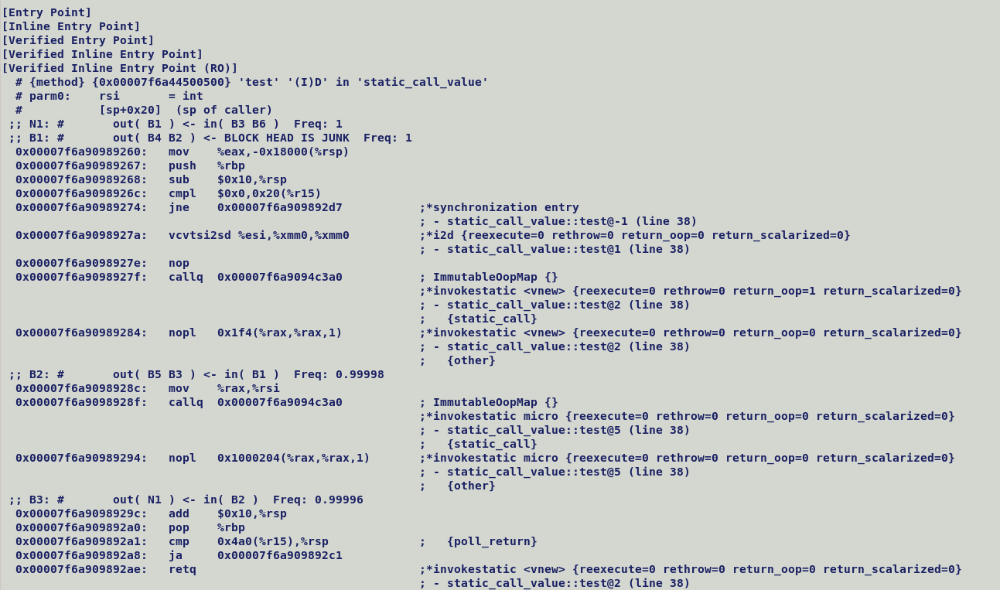 [Entry Point]
[Inline Entry Point]
[Verified Entry Point]
[Verified Inline Entry Point]
[Verified Inline Entry Point (RO)]
  # {method} {0x00007f6a44500500} 'test' '(I)D' in 'static_call_value'
  # parm0:    rsi       = int
  #           [sp+0x20]  (sp of caller)
 ;; N1: #       out( B1 ) <- in( B3 B6 )  Freq: 1
 ;; B1: #       out( B4 B2 ) <- BLOCK HEAD IS JUNK  Freq: 1
  0x00007f6a90989260:   mov    %eax,-0x18000(%rsp)
  0x00007f6a90989267:   push   %rbp
  0x00007f6a90989268:   sub    $0x10,%rsp
  0x00007f6a9098926c:   cmpl   $0x0,0x20(%r15)
  0x00007f6a90989274:   jne    0x00007f6a909892d7           ;*synchronization entry
                                                            ; - static_call_value::test@-1 (line 38)
  0x00007f6a9098927a:   vcvtsi2sd %esi,%xmm0,%xmm0          ;*i2d {reexecute=0 rethrow=0 return_oop=0 return_scalarized=0}
                                                            ; - static_call_value::test@1 (line 38)
  0x00007f6a9098927e:   nop
  0x00007f6a9098927f:   callq  0x00007f6a9094c3a0           ; ImmutableOopMap {}
                                                            ;*invokestatic <vnew> {reexecute=0 rethrow=0 return_oop=1 return_scalarized=0}
                                                            ; - static_call_value::test@2 (line 38)
                                                            ;   {static_call}
  0x00007f6a90989284:   nopl   0x1f4(%rax,%rax,1)           ;*invokestatic <vnew> {reexecute=0 rethrow=0 return_oop=0 return_scalarized=0}
                                                            ; - static_call_value::test@2 (line 38)
                                                            ;   {other}
 ;; B2: #       out( B5 B3 ) <- in( B1 )  Freq: 0.99998
  0x00007f6a9098928c:   mov    %rax,%rsi
  0x00007f6a9098928f:   callq  0x00007f6a9094c3a0           ; ImmutableOopMap {}
                                                            ;*invokestatic micro {reexecute=0 rethrow=0 return_oop=0 return_scalarized=0}
                                                            ; - static_call_value::test@5 (line 38)
                                                            ;   {static_call}
  0x00007f6a90989294:   nopl   0x1000204(%rax,%rax,1)       ;*invokestatic micro {reexecute=0 rethrow=0 return_oop=0 return_scalarized=0}
                                                            ; - static_call_value::test@5 (line 38)
                                                            ;   {other}
 ;; B3: #       out( N1 ) <- in( B2 )  Freq: 0.99996
  0x00007f6a9098929c:   add    $0x10,%rsp
  0x00007f6a909892a0:   pop    %rbp
  0x00007f6a909892a1:   cmp    0x4a0(%r15),%rsp             ;   {poll_return}
  0x00007f6a909892a8:   ja     0x00007f6a909892c1
  0x00007f6a909892ae:   retq                                ;*invokestatic <vnew> {reexecute=0 rethrow=0 return_oop=0 return_scalarized=0}
                                                            ; - static_call_value::test@2 (line 38)